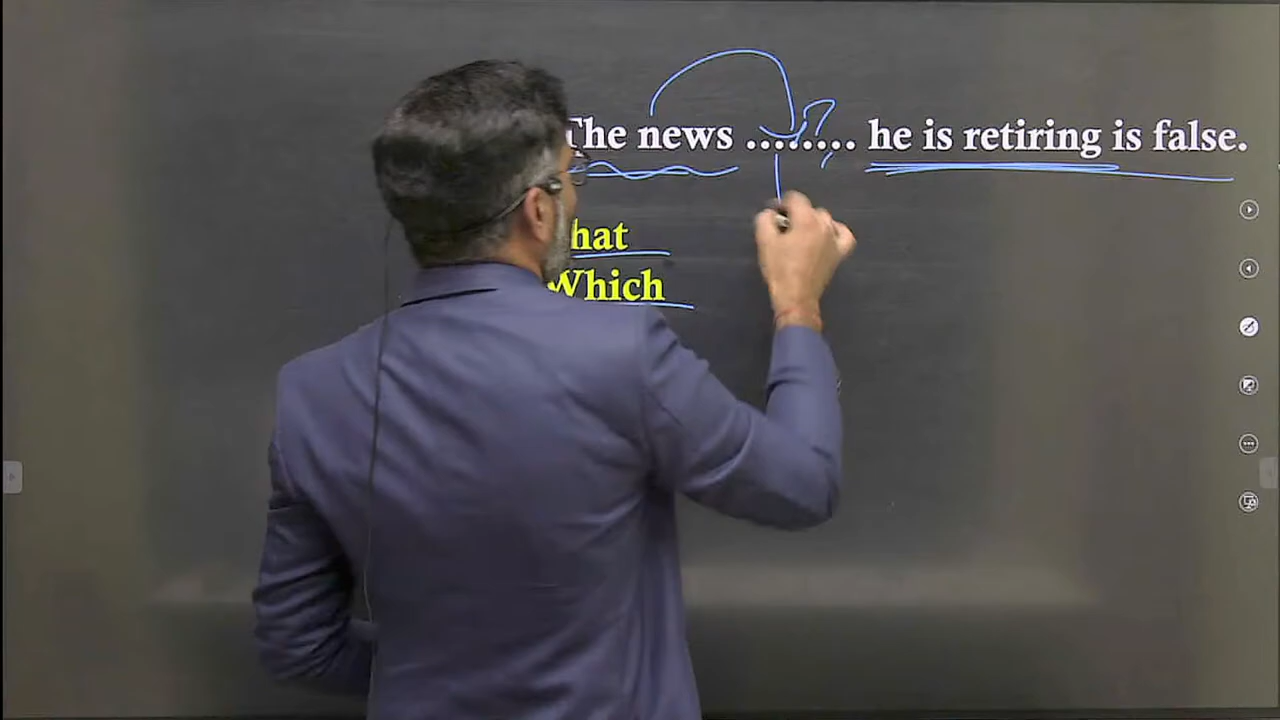 The news ........ he is retiring is false.
hat
Which